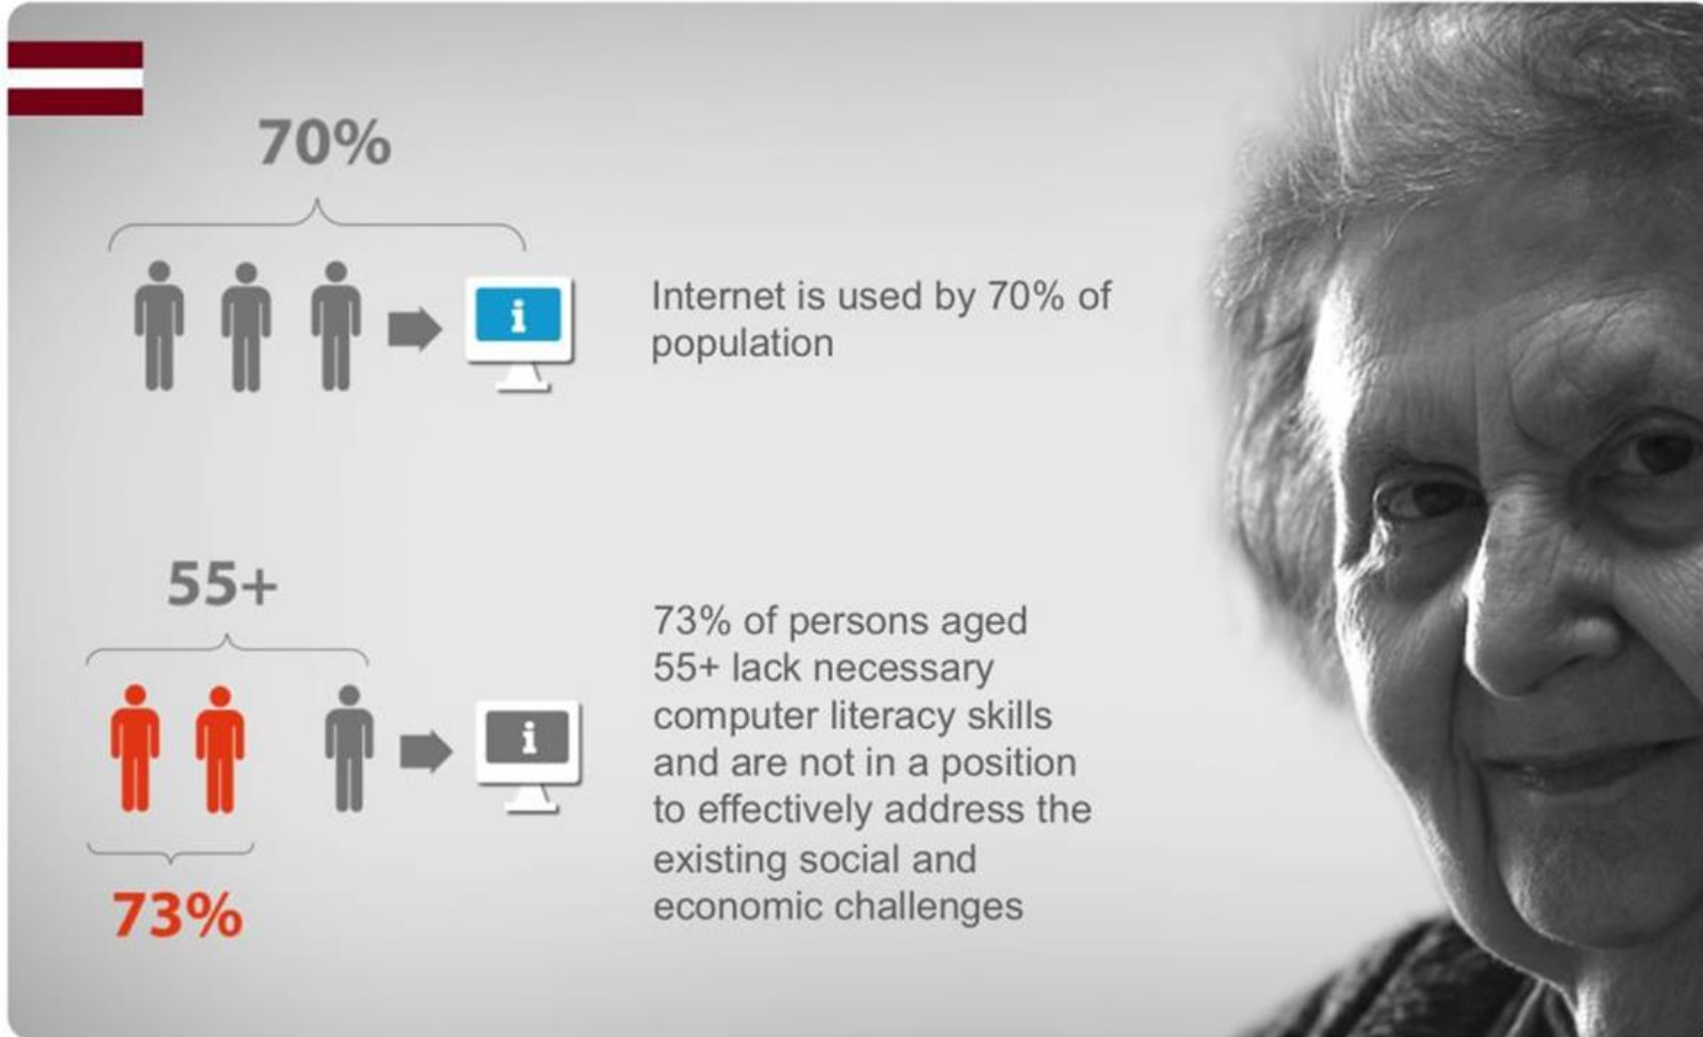 70%
i
Internet is used by 70% of
population
55+
i
73% of persons aged
55+ lack necessary
computer literacy skills
and are not in a position
to effectively address the
existing social and
economic challenges
73%